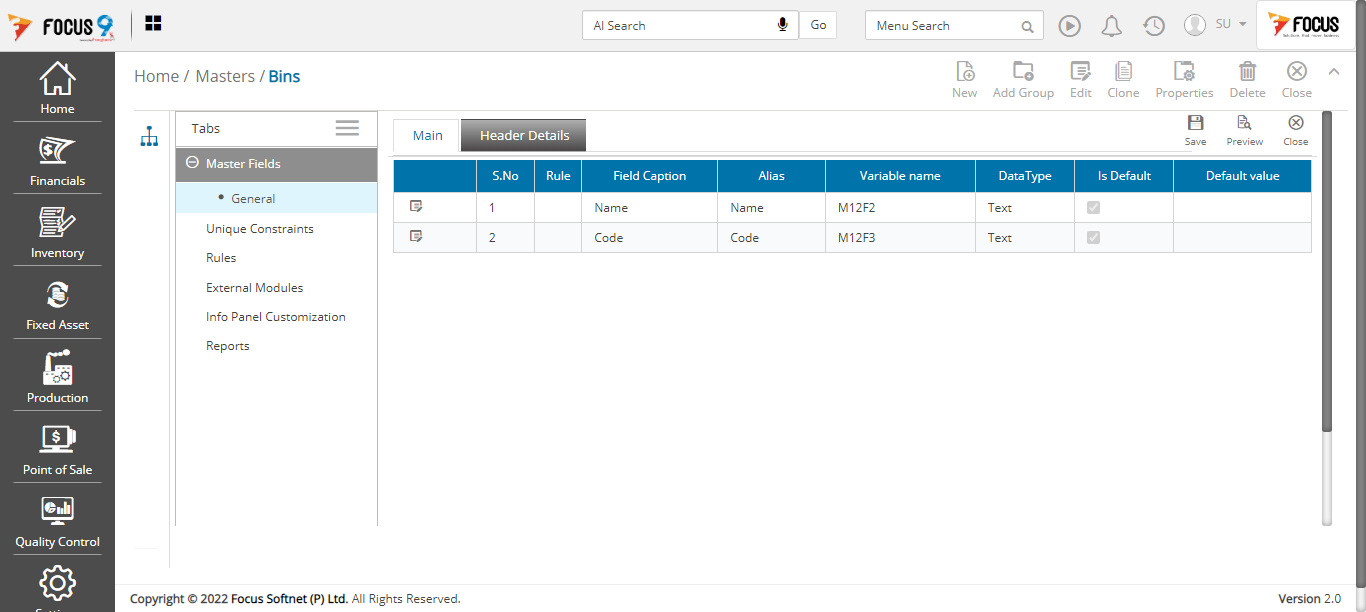 FOCUS 9
AI Search
Go
Menu Search
SU
FOCUS
Home / Masters / Bins
New
Add Group
Edit
Clone
Properties
Delete
Close
Home
Financials
Inventory
Fixed Asset
Production
Point of Sale
Quality Control
Tabs
Master Fields
General
Unique Constraints
Rules
External Modules
Info Panel Customization
Reports
Main
Header Details
Save
Preview
Close
S.No Rule Field Caption Alias Variable name DataType Is Default Default value
1 Name Name M12F2 Text
2 Code Code M12F3 Text
Copyright © 2022 Focus Softnet (P) Ltd. All Rights Reserved.
Version 2.0